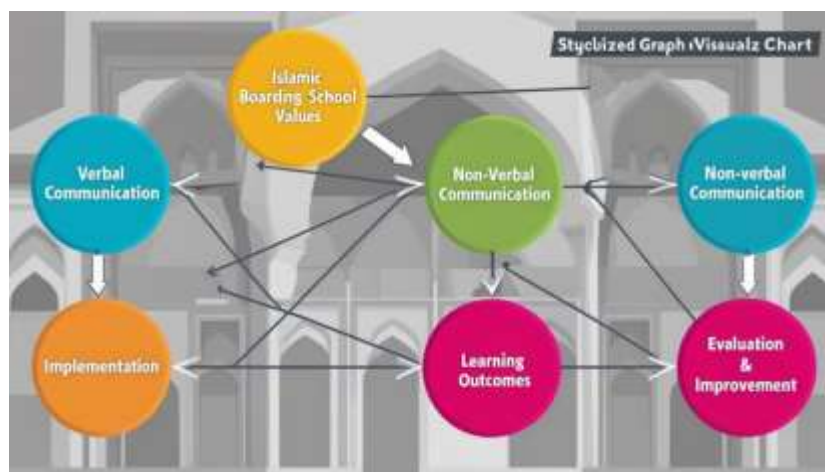 Stycbized Graph (Visualz Chart
Islamic
Boarding School
Values
Verbal
Communication
Non-Verbal
Communication
Non-verbal
Communication
Implementation
Learning
Outcomes
Evaluation
&
Improvement